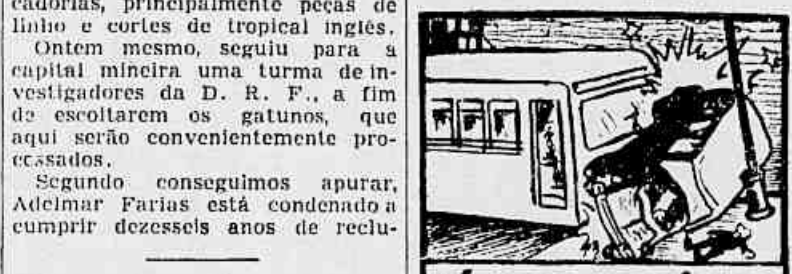 cadorias, principalmente peças de
linho e cortes de tropical inglês.
Ontem mesmo, seguiu para a
capital mineira uma turma de in-
vestigadores da D. R. F., a fim
de escoltarem os gatunos, que
aqui serão convenientemente pro-
cessados.
Segundo conseguimos apurar,
Adelmar Farias está condenado a
cumprir dezesseis anos de reclu-